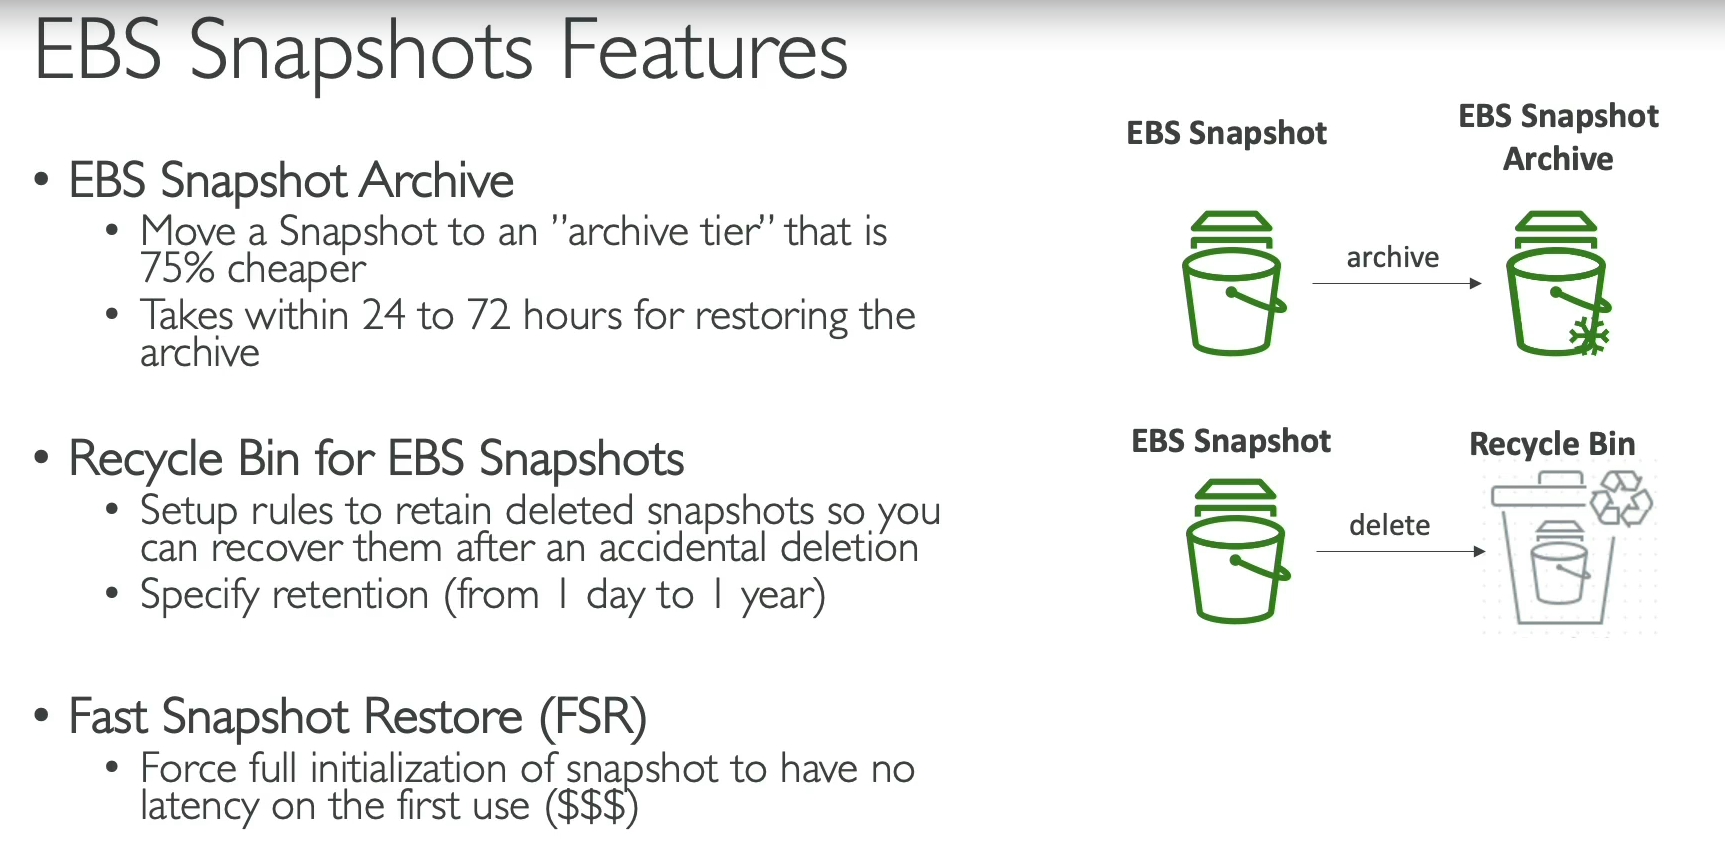 EBS Snapshots Features
• EBS Snapshot Archive
• Move a Snapshot to an ”archive tier” that is
75% cheaper
• Takes within 24 to 72 hours for restoring the
archive
• Recycle Bin for EBS Snapshots
• Setup rules to retain deleted snapshots so you
can recover them after an accidental deletion
• Specify retention (from 1 day to 1 year)
• Fast Snapshot Restore (FSR)
• Force full initialization of snapshot to have no
latency on the first use ($$$)
EBS Snapshot
EBS Snapshot
Archive
archive
EBS Snapshot
Recycle Bin
delete